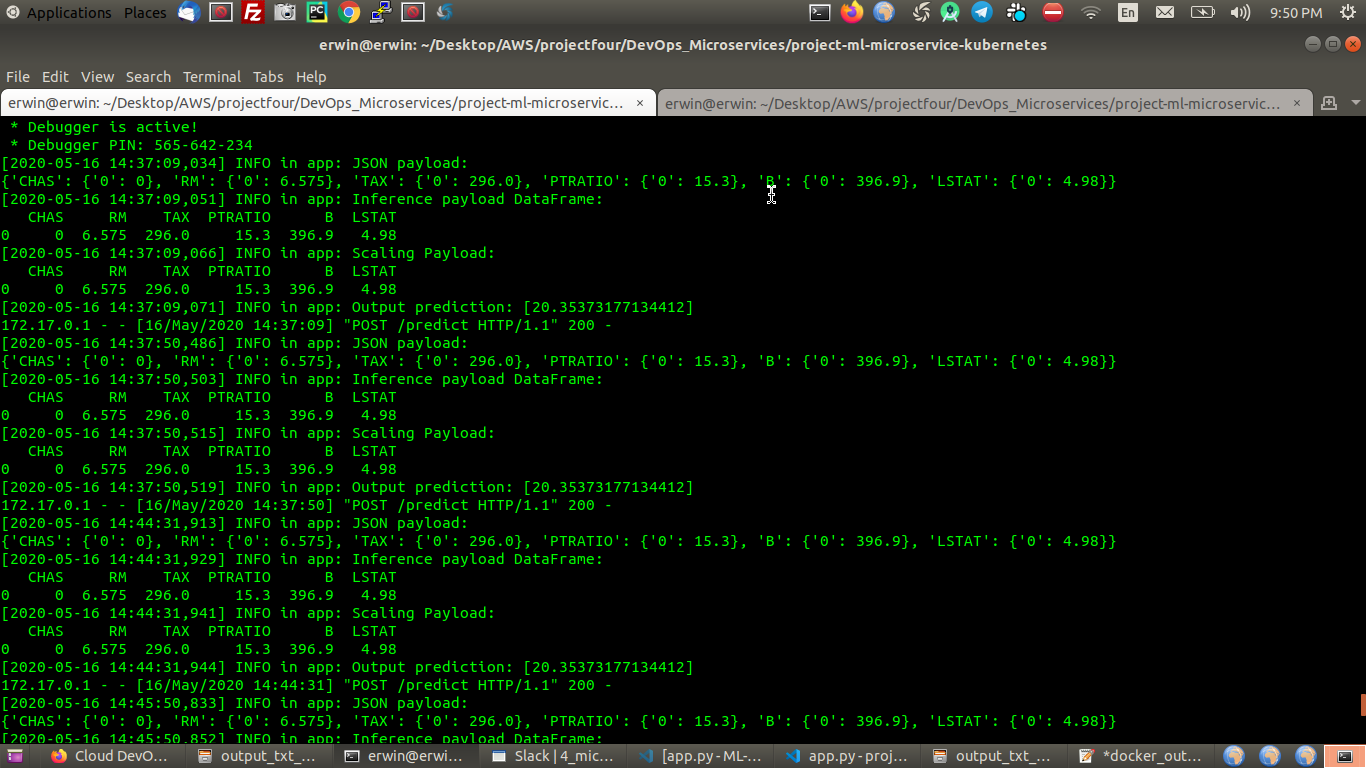 Applications Places En 9:50 PM
erwin@erwin: ~/Desktop/AWS/projectfour/DevOps_Microservices/project-ml-microservice-kubernetes
File Edit View Search Terminal Tabs Help
erwin@erwin: ~/Desktop/AWS/projectfour/DevOps_Microservices/project-ml-microservic... × erwin@erwin: ~/Desktop/AWS/projectfour/DevOps_Microservices/project-ml-microservic... ×
* Debugger is active!
* Debugger PIN: 565-642-234
[2020-05-16 14:37:09,034] INFO in app: JSON payload:
{'CHAS': {'0': 0}, 'RM': {'0': 6.575}, 'TAX': {'0': 296.0}, 'PTRATIO': {'0': 15.3}, 'B': {'0': 396.9}, 'LSTAT': {'0': 4.98}}
[2020-05-16 14:37:09,051] INFO in app: Inference payload DataFrame:
CHAS RM TAX PTRATIO B LSTAT
0 0 6.575 296.0 15.3 396.9 4.98
[2020-05-16 14:37:09,066] INFO in app: Scaling Payload:
CHAS RM TAX PTRATIO B LSTAT
0 0 6.575 296.0 15.3 396.9 4.98
[2020-05-16 14:37:09,071] INFO in app: Output prediction: [20.35373177134412]
172.17.0.1 - - [16/May/2020 14:37:09] "POST /predict HTTP/1.1" 200 -
[2020-05-16 14:37:50,486] INFO in app: JSON payload:
{'CHAS': {'0': 0}, 'RM': {'0': 6.575}, 'TAX': {'0': 296.0}, 'PTRATIO': {'0': 15.3}, 'B': {'0': 396.9}, 'LSTAT': {'0': 4.98}}
[2020-05-16 14:37:50,503] INFO in app: Inference payload DataFrame:
CHAS RM TAX PTRATIO B LSTAT
0 0 6.575 296.0 15.3 396.9 4.98
[2020-05-16 14:37:50,515] INFO in app: Scaling Payload:
CHAS RM TAX PTRATIO B LSTAT
0 0 6.575 296.0 15.3 396.9 4.98
[2020-05-16 14:37:50,519] INFO in app: Output prediction: [20.35373177134412]
172.17.0.1 - - [16/May/2020 14:37:50] "POST /predict HTTP/1.1" 200 -
[2020-05-16 14:44:31,913] INFO in app: JSON payload:
{'CHAS': {'0': 0}, 'RM': {'0': 6.575}, 'TAX': {'0': 296.0}, 'PTRATIO': {'0': 15.3}, 'B': {'0': 396.9}, 'LSTAT': {'0': 4.98}}
[2020-05-16 14:44:31,929] INFO in app: Inference payload DataFrame:
CHAS RM TAX PTRATIO B LSTAT
0 0 6.575 296.0 15.3 396.9 4.98
[2020-05-16 14:44:31,941] INFO in app: Scaling Payload:
CHAS RM TAX PTRATIO B LSTAT
0 0 6.575 296.0 15.3 396.9 4.98
[2020-05-16 14:44:31,944] INFO in app: Output prediction: [20.35373177134412]
172.17.0.1 - - [16/May/2020 14:44:31] "POST /predict HTTP/1.1" 200 -
[2020-05-16 14:45:50,833] INFO in app: JSON payload:
{'CHAS': {'0': 0}, 'RM': {'0': 6.575}, 'TAX': {'0': 296.0}, 'PTRATIO': {'0': 15.3}, 'B': {'0': 396.9}, 'LSTAT': {'0': 4.98}}
[2020-05-16 14:45:50,852] INFO in app: Inference payload DataFrame:
Cloud DevO... output_txt_... erwin@erwi... Slack | 4_mic... [app.py - ML-... app.py - proj... output_txt_... *docker_out...